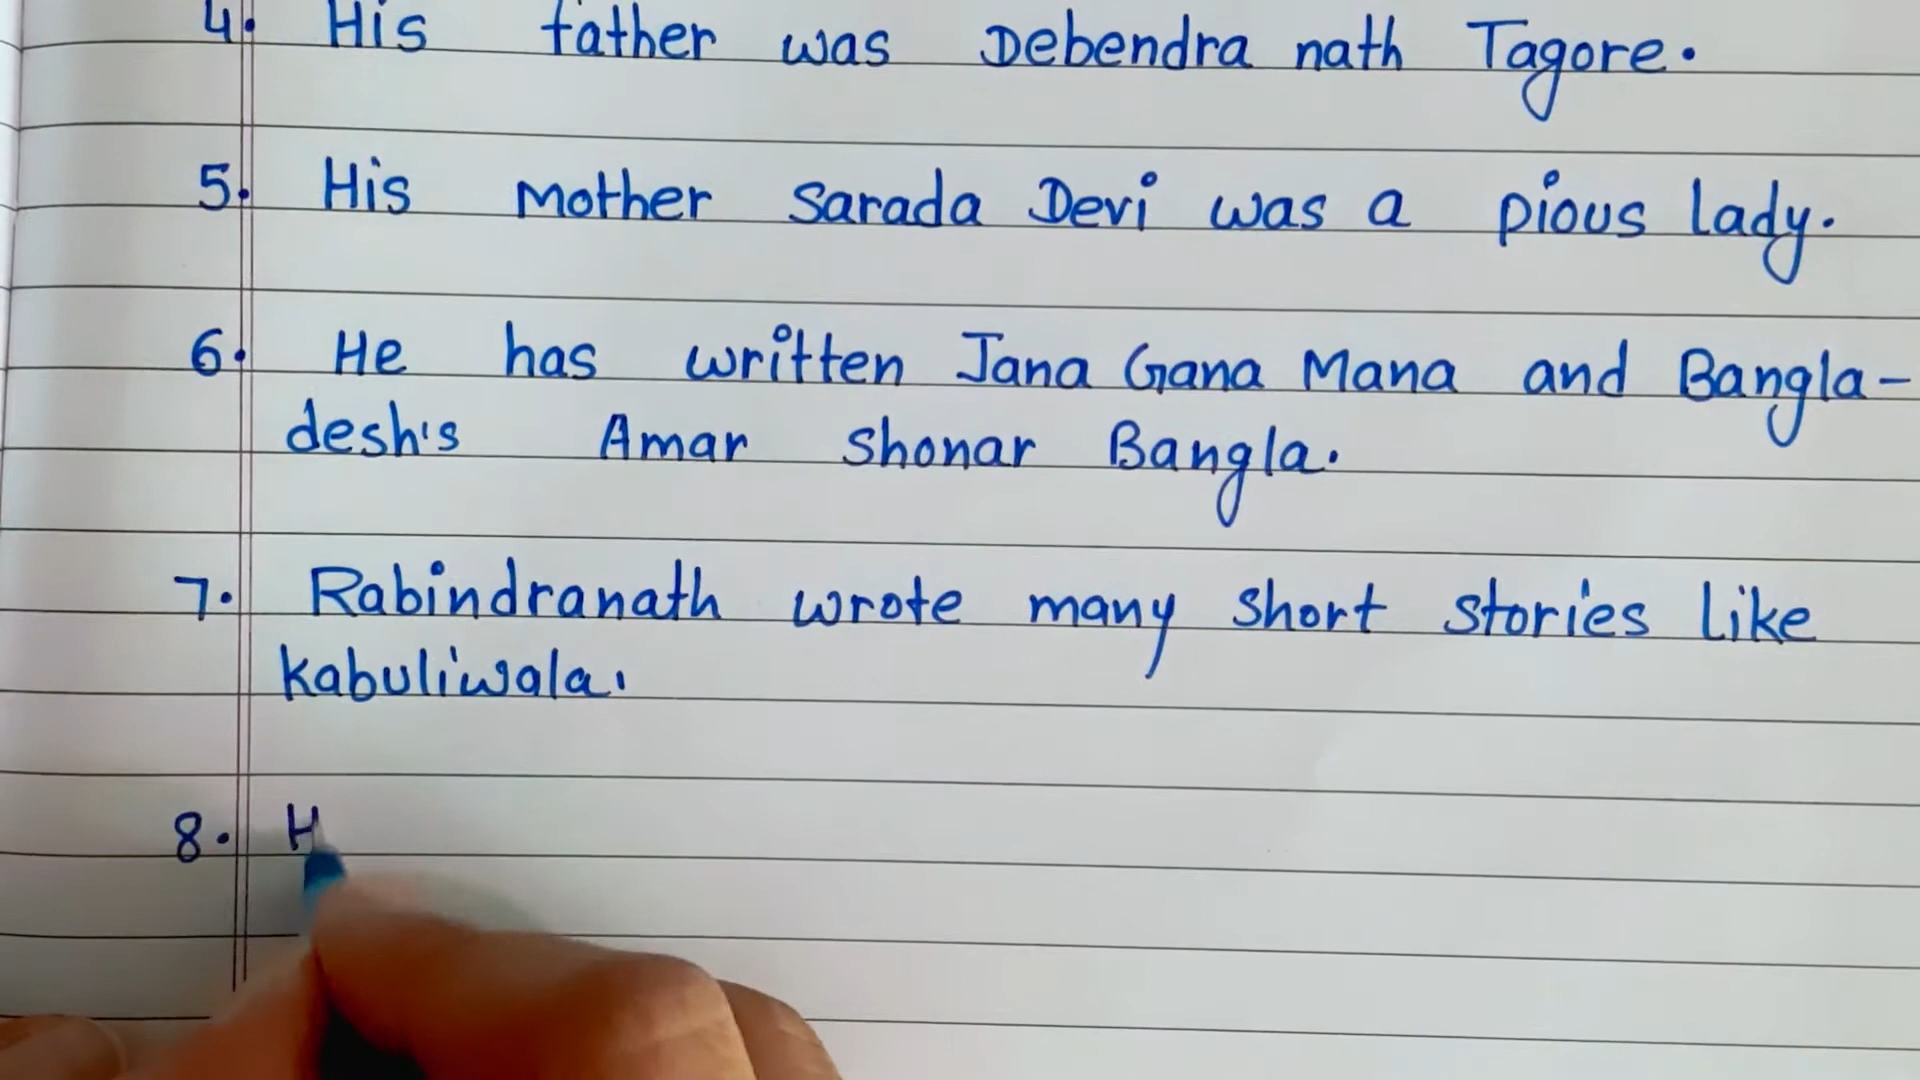 4. His father was Debendra nath Tagore.
5. His mother Sarada Devi was a pious lady.
6. He has written Jana Gana Mana and Bangla-
desh's Amar Shonar Bangla.
7. Rabindranath wrote many short stories like
kabuliwala.
8. H